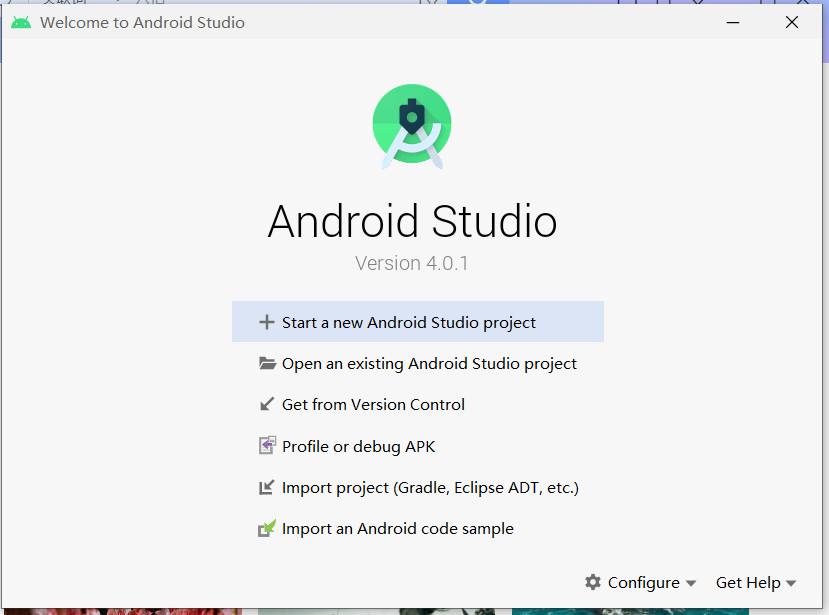 Welcome to Android Studio
Android Studio
Version 4.0.1
Start a new Android Studio project
Open an existing Android Studio project
Get from Version Control
Profile or debug APK
Import project (Gradle, Eclipse ADT, etc.)
Import an Android code sample
Configure
Get Help